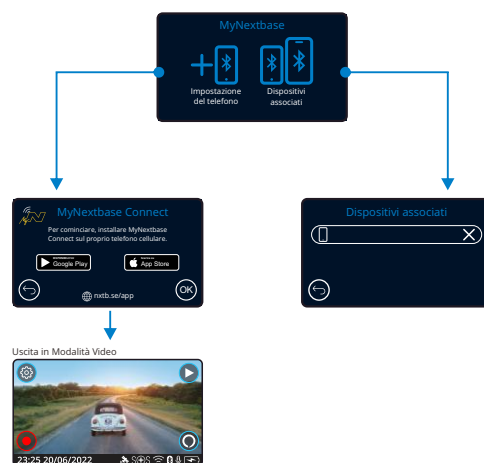 MyNextbase
Impostazione
del telefono
Dispositivi
associati
MyNextbase Connect
Per cominciare, installare MyNextbase
Connect sul proprio telefono cellulare.
Google Play
App Store
nxtb.se/app
OK
Dispositivi associati
Uscita in Modalità Video
23:25 20/06/2022
SOS